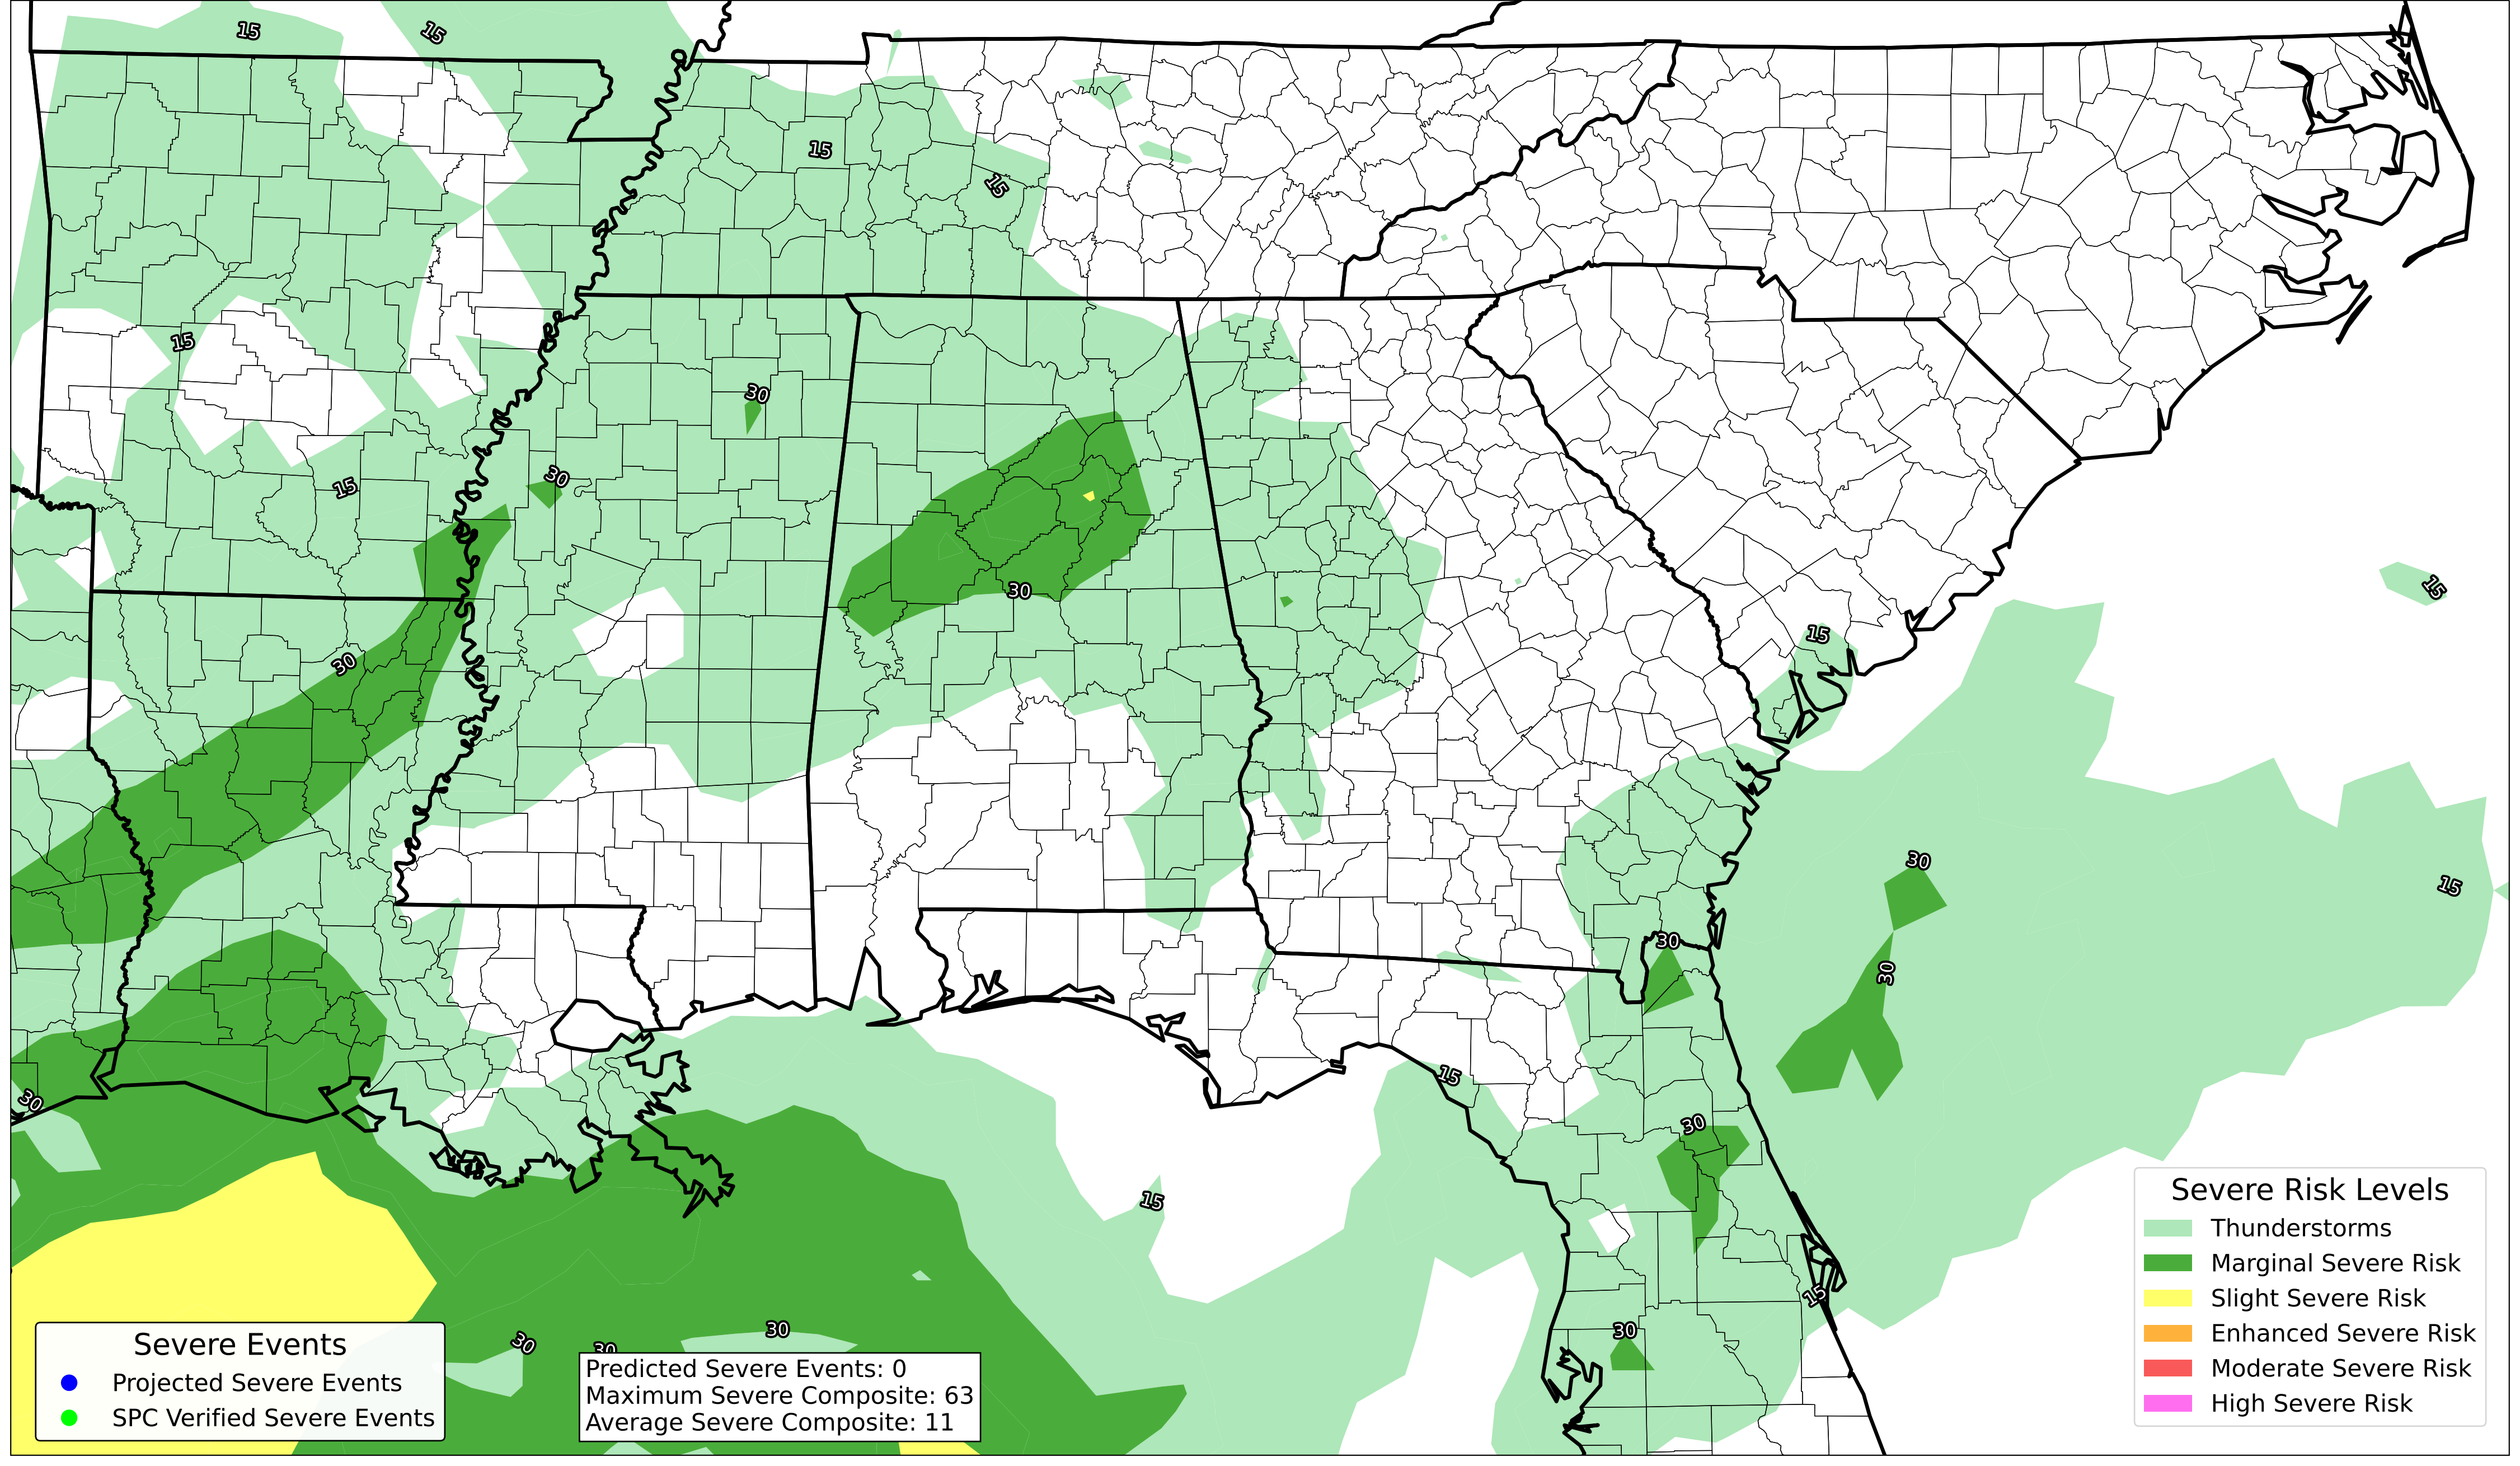 15
15
15
15
15
30
30
15
30
15
30
15
30
30
15
30
30
15
30
30
15
15
30
30
30
30
Severe Events
Projected Severe Events
SPC Verified Severe Events
Predicted Severe Events: 0
Maximum Severe Composite: 63
Average Severe Composite: 11
Severe Risk Levels
Thunderstorms
Marginal Severe Risk
Slight Severe Risk
Enhanced Severe Risk
Moderate Severe Risk
High Severe Risk